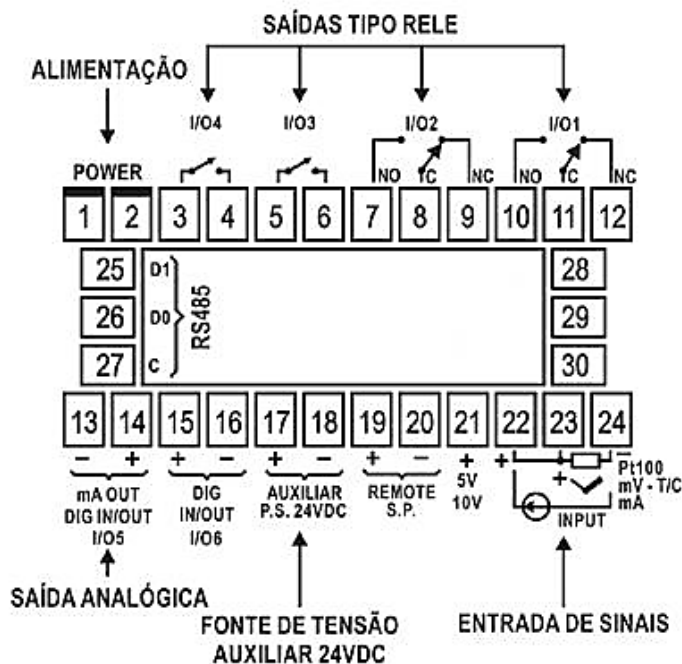 SAÍDAS TIPO RELE
ALIMENTAÇÃO
I/O4 I/O3 I/O2 I/O1
POWER
NO C NC NO C NC
1 2 3 4 5 6 7 8 9 10 11 12
25 D1 28
26 D0 RS485 29
27 C 30
13 14 15 16 17 18 19 20 21 22 23 24
− + + − + − + − + + −
mA OUT DIG AUXILIAR REMOTE 5V + Pt100
DIG IN/OUT IN/OUT P.S. 24VDC S.P. 10V mV - T/C
I/O5 I/O6 INPUT mA
SAÍDA ANALÓGICA
FONTE DE TENSÃO
AUXILIAR 24VDC
ENTRADA DE SINAIS